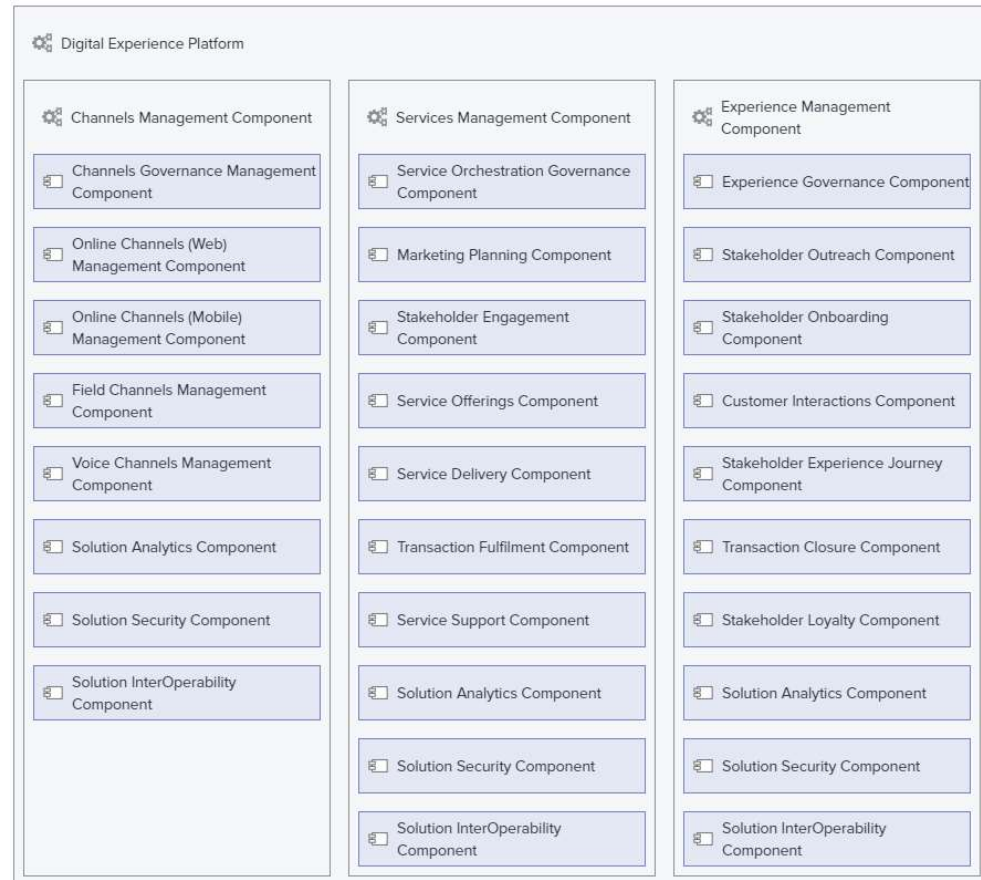 Digital Experience Platform
Channels Management Component
Channels Governance Management
Component
Online Channels (Web)
Management Component
Online Channels (Mobile)
Management Component
Field Channels Management
Component
Voice Channels Management
Component
Solution Analytics Component
Solution Security Component
Solution InterOperability
Component
Services Management Component
Service Orchestration Governance
Component
Marketing Planning Component
Stakeholder Engagement
Component
Service Offerings Component
Service Delivery Component
Transaction Fulfilment Component
Service Support Component
Solution Analytics Component
Solution Security Component
Solution InterOperability
Component
Experience Management
Component
Experience Governance Component
Stakeholder Outreach Component
Stakeholder Onboarding
Component
Customer Interactions Component
Stakeholder Experience Journey
Component
Transaction Closure Component
Stakeholder Loyalty Component
Solution Analytics Component
Solution Security Component
Solution InterOperability
Component